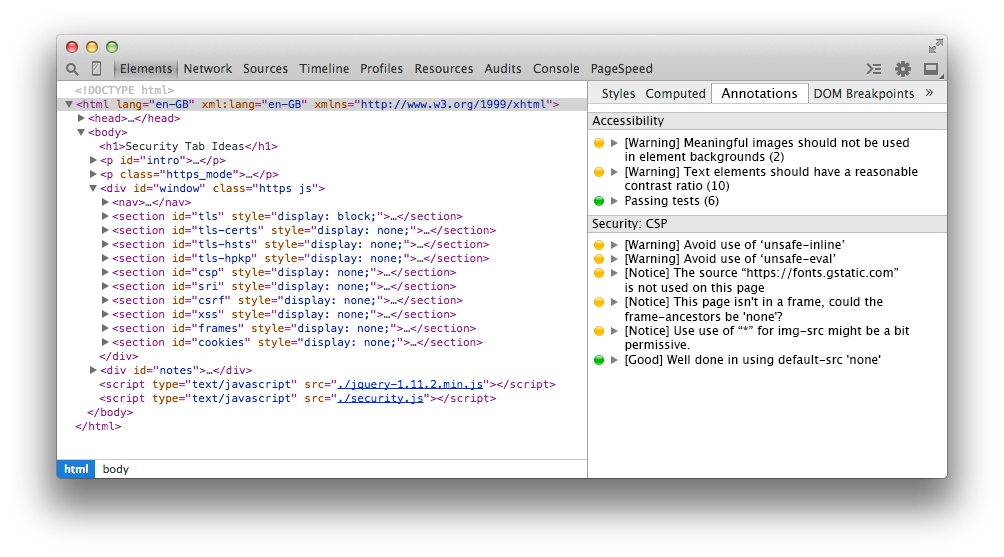 Elements Network Sources Timeline Profiles Resources Audits Console PageSpeed
<!DOCTYPE html>
<html lang="en-GB" xml:lang="en-GB" xmlns="http://www.w3.org/1999/xhtml">
<head>…</head>
<body>
<h1>Security Tab Ideas</h1>
<p id="intro">…</p>
<p class="https_mode">…</p>
<div id="window" class="https js">
<nav>…</nav>
<section id="tls" style="display: block;">…</section>
<section id="tls-certs" style="display: none;">…</section>
<section id="tls-hsts" style="display: none;">…</section>
<section id="tls-hpkp" style="display: none;">…</section>
<section id="csp" style="display: none;">…</section>
<section id="sri" style="display: none;">…</section>
<section id="csrf" style="display: none;">…</section>
<section id="xss" style="display: none;">…</section>
<section id="frames" style="display: none;">…</section>
<section id="cookies" style="display: none;">…</section>
</div>
<div id="notes">…</div>
<script type="text/javascript" src="./jquery-1.11.2.min.js"></script>
<script type="text/javascript" src="./security.js"></script>
</body>
</html>
html body
Styles Computed Annotations DOM Breakpoints »
Accessibility
[Warning] Meaningful images should not be used
in element backgrounds (2)
[Warning] Text elements should have a reasonable
contrast ratio (10)
Passing tests (6)
Security: CSP
[Warning] Avoid use of ‘unsafe-inline’
[Warning] Avoid use of ‘unsafe-eval’
[Notice] The source “https://fonts.gstatic.com”
is not used on this page
[Notice] This page isn't in a frame, could the
frame-ancestors be 'none'?
[Notice] Use use of “*” for img-src might be a bit
permissive.
[Good] Well done in using default-src 'none'